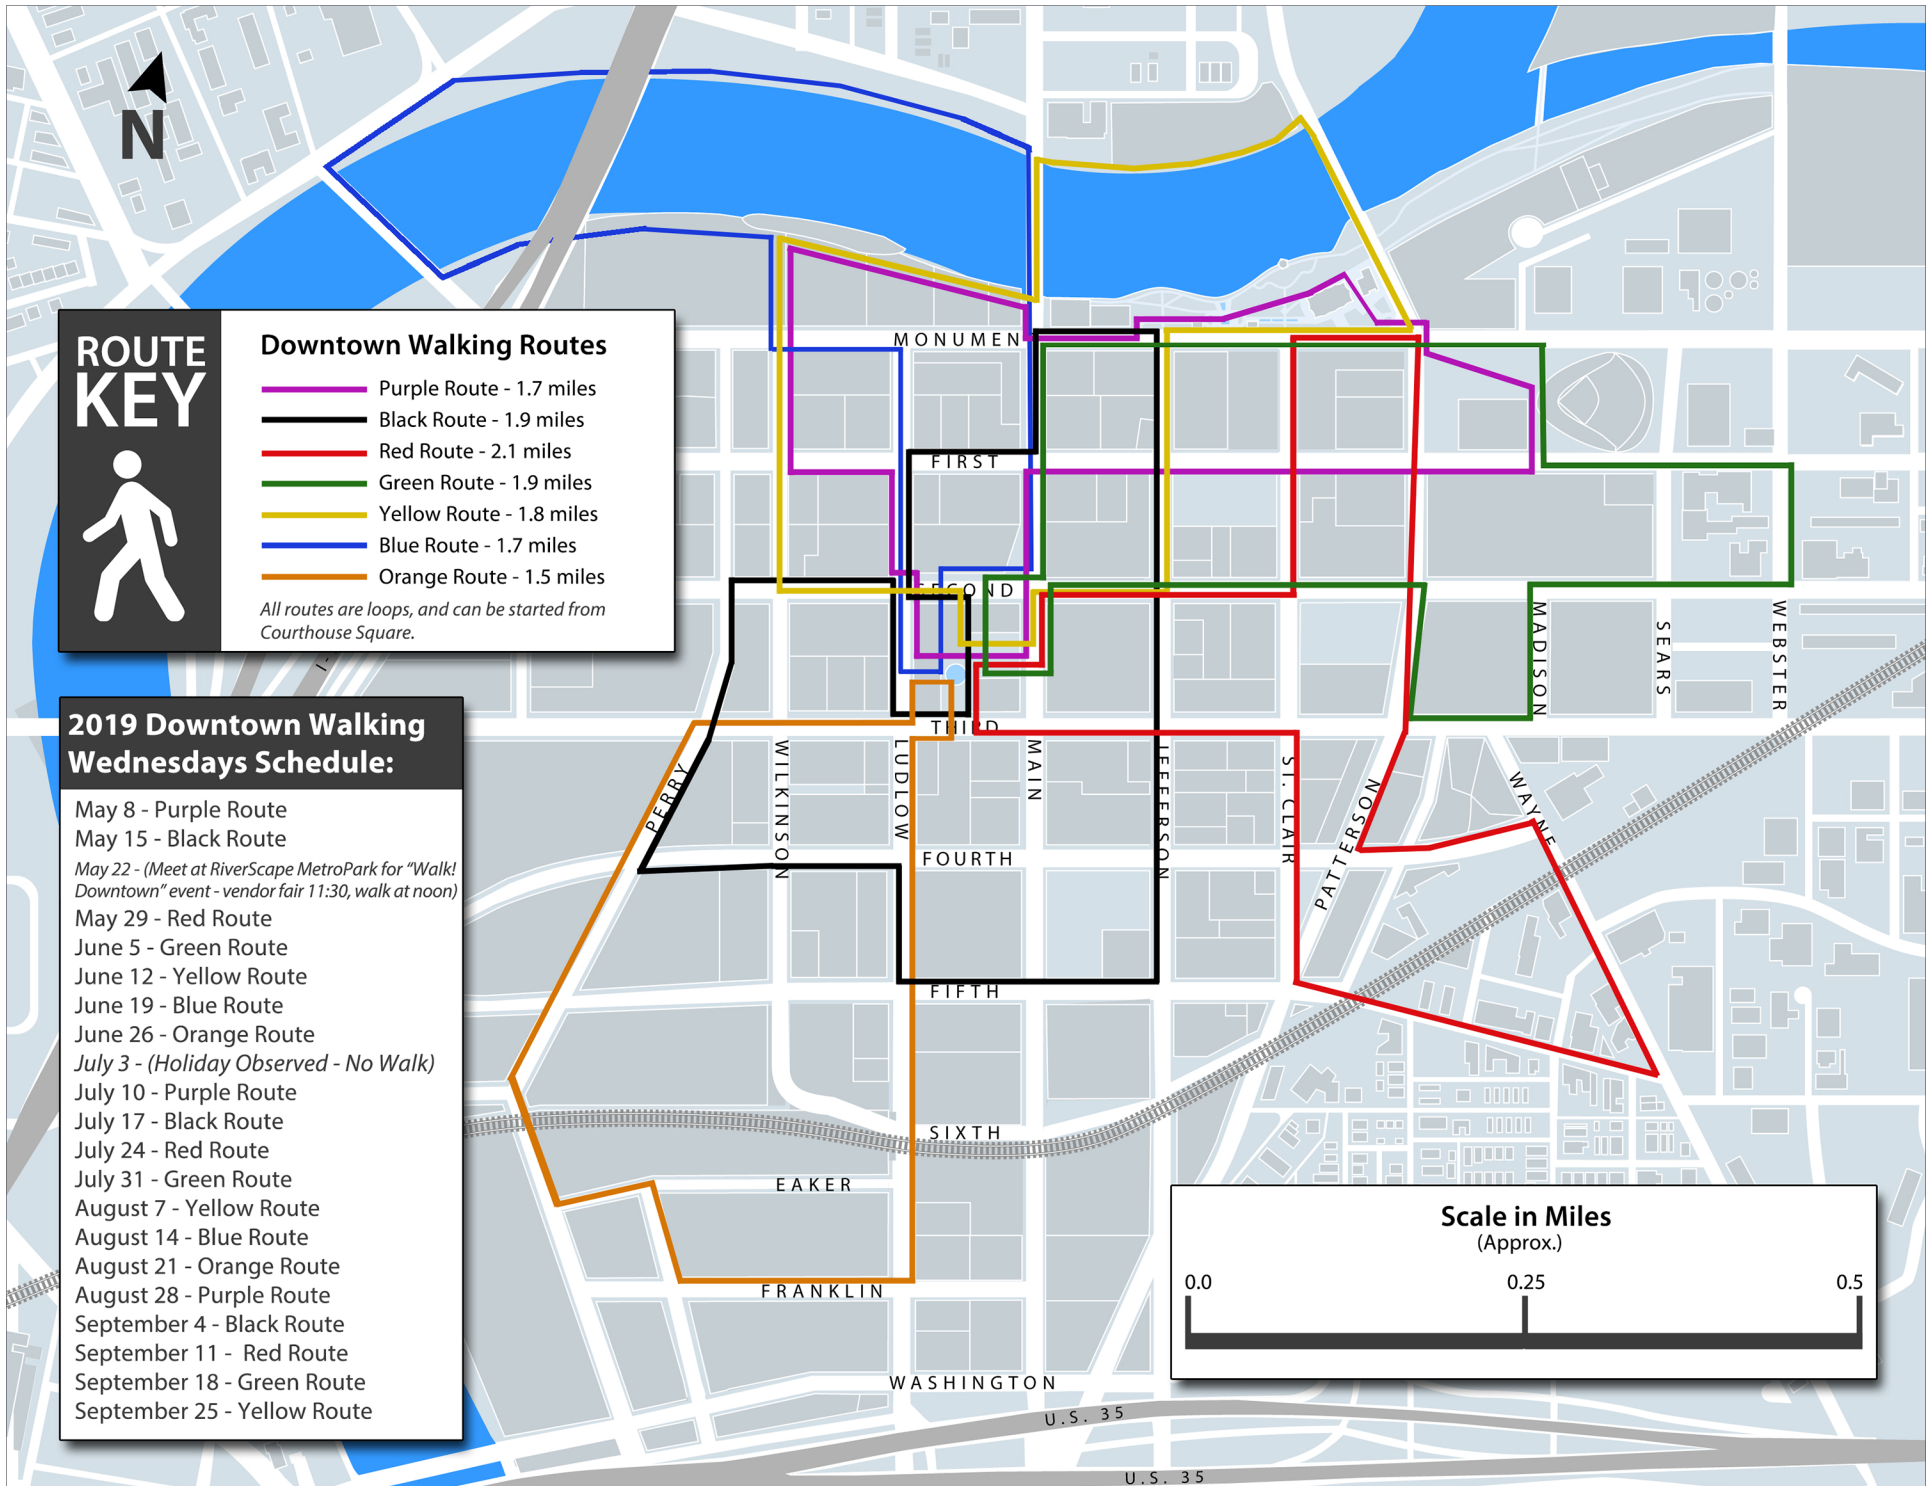 N
MONUMEN
ROUTE
KEY
Downtown Walking Routes
Purple Route - 1.7 miles
Black Route - 1.9 miles
Red Route - 2.1 miles
Green Route - 1.9 miles
Yellow Route - 1.8 miles
Blue Route - 1.7 miles
Orange Route - 1.5 miles
All routes are loops, and can be started from
Courthouse Square.
FIRST
SECOND
MADISON
SEARS
WEBSTER
I-
THIRD
PERRY
WILKINSON
LUDLOW
MAIN
JEFFERSON
ST. CLAIR
PATTERSON
WAYNE
FOURTH
FIFTH
SIXTH
EAKER
FRANKLIN
WASHINGTON
U.S. 35
U.S. 35
2019 Downtown Walking
Wednesdays Schedule:
May 8 - Purple Route
May 15 - Black Route
May 22 - (Meet at RiverScape MetroPark for “Walk!
Downtown” event - vendor fair 11:30, walk at noon)
May 29 - Red Route
June 5 - Green Route
June 12 - Yellow Route
June 19 - Blue Route
June 26 - Orange Route
July 3 - (Holiday Observed - No Walk)
July 10 - Purple Route
July 17 - Black Route
July 24 - Red Route
July 31 - Green Route
August 7 - Yellow Route
August 14 - Blue Route
August 21 - Orange Route
August 28 - Purple Route
September 4 - Black Route
September 11 -  Red Route
September 18 - Green Route
September 25 - Yellow Route
Scale in Miles
(Approx.)
0.0 0.25 0.5